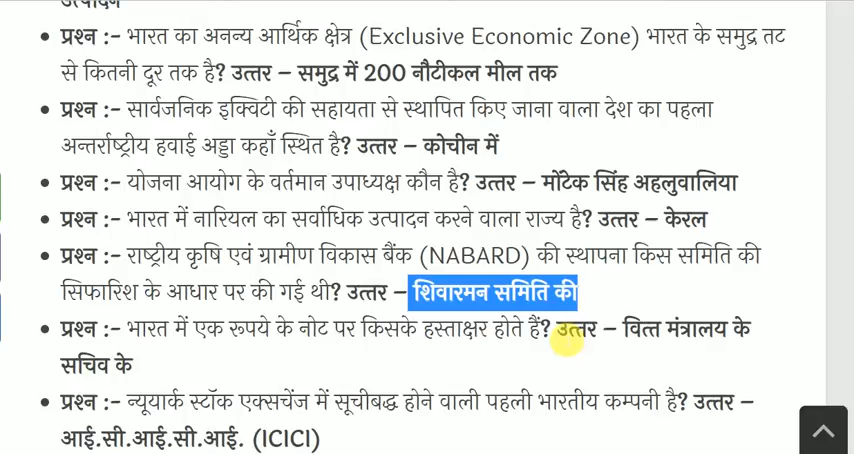 उत्पादन
प्रश्न :- भारत का अनन्य आर्थिक क्षेत्र (Exclusive Economic Zone) भारत के समुद्र तट
से कितनी दूर तक है? उत्तर – समुद्र में 200 नौटीकल मील तक
प्रश्न :- सार्वजनिक इक्विटी की सहायता से स्थापित किए जाना वाला देश का पहला
अन्तर्राष्ट्रीय हवाई अड्डा कहाँ स्थित है? उत्तर – कोचीन में
प्रश्न :- योजना आयोग के वर्तमान उपाध्यक्ष कौन है? उत्तर – मोंटेक सिंह अहलुवालिया
प्रश्न :- भारत में नारियल का सर्वाधिक उत्पादन करने वाला राज्य है? उत्तर – केरल
प्रश्न :- राष्ट्रीय कृषि एवं ग्रामीण विकास बैंक (NABARD) की स्थापना किस समिति की
सिफारिश के आधार पर की गई थी? उत्तर – शिवारमन समिति की
प्रश्न :- भारत में एक रूपये के नोट पर किसके हस्ताक्षर होते हैं? उत्तर – वित्त मंत्रालय के
सचिव के
प्रश्न :- न्यूयार्क स्टॉक एक्सचेंज में सूचीबद्ध होने वाली पहली भारतीय कम्पनी है? उत्तर –
आई.सी.आई.सी.आई. (ICICI)